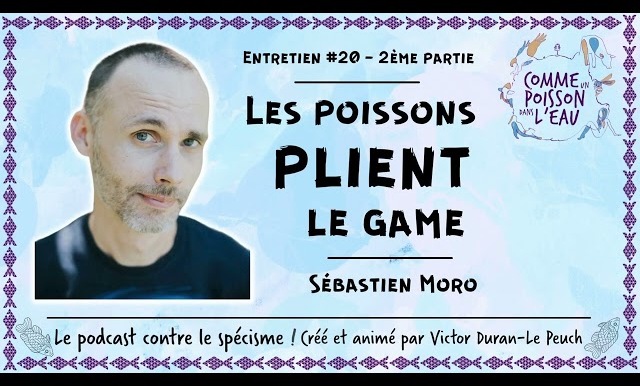 Entretien #20 - 2ème partie
Les poissons
PLIENT
le game
Sébastien Moro
COMME UN
POISSON
DANS
L'EAU
Le podcast contre le spécisme ! Créé et animé par Victor Duran-Le Peuch